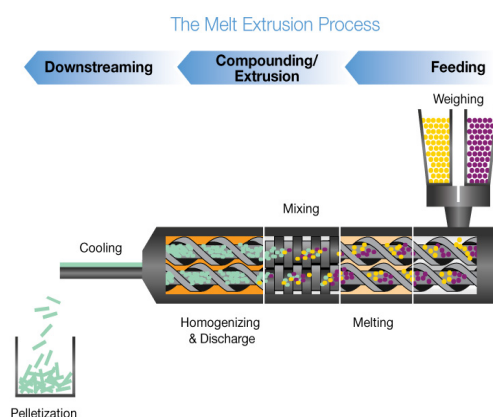 The Melt Extrusion Process
Downstreaming
Compounding/
Extrusion
Feeding
Weighing
Mixing
Cooling
Homogenizing
& Discharge
Melting
Pelletization